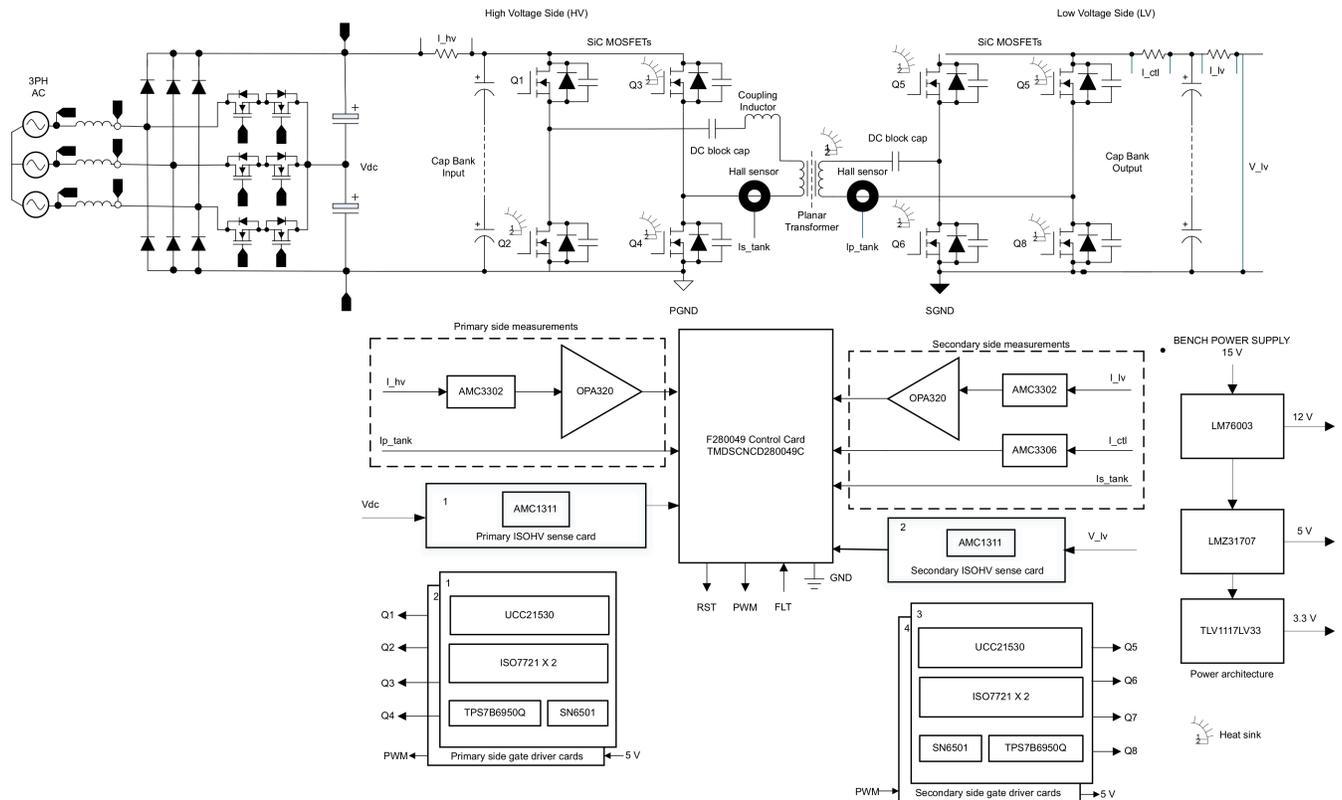 High Voltage Side (HV)
Low Voltage Side (LV)
I_hv
SiC MOSFETs
SiC MOSFETs
3PH
AC
Q1
Q3
Q5
Q5
I_ctl
I_lv
+
+
+
+
+
+
Coupling
Inductor
DC block cap
DC block cap
Vdc
Cap Bank
Input
Cap Bank
Output
V_lv
Hall sensor
Hall sensor
Planar
Transformer
Q2
Q4
Is_tank
Ip_tank
Q6
Q8
PGND
SGND
Primary side measurements
I_hv
AMC3302
OPA320
Ip_tank
Vdc
1
AMC1311
Primary ISOHV sense card
F280049 Control Card
TMDSCNCD280049C
RST
PWM
FLT
GND
Secondary side measurements
OPA320
AMC3302
I_lv
AMC3306
I_ctl
Is_tank
2
AMC1311
V_lv
Secondary ISOHV sense card
BENCH POWER SUPPLY
15 V
LM76003
12 V
LMZ31707
5 V
TLV1117LV33
3.3 V
Power architecture
1
2
UCC21530
ISO7721 X 2
TPS7B6950Q
SN6501
Q1
Q2
Q3
Q4
PWM
Primary side gate driver cards
5 V
3
4
UCC21530
ISO7721 X 2
SN6501
TPS7B6950Q
Q5
Q6
Q7
Q8
PWM
Secondary side gate driver cards
5 V
Heat sink